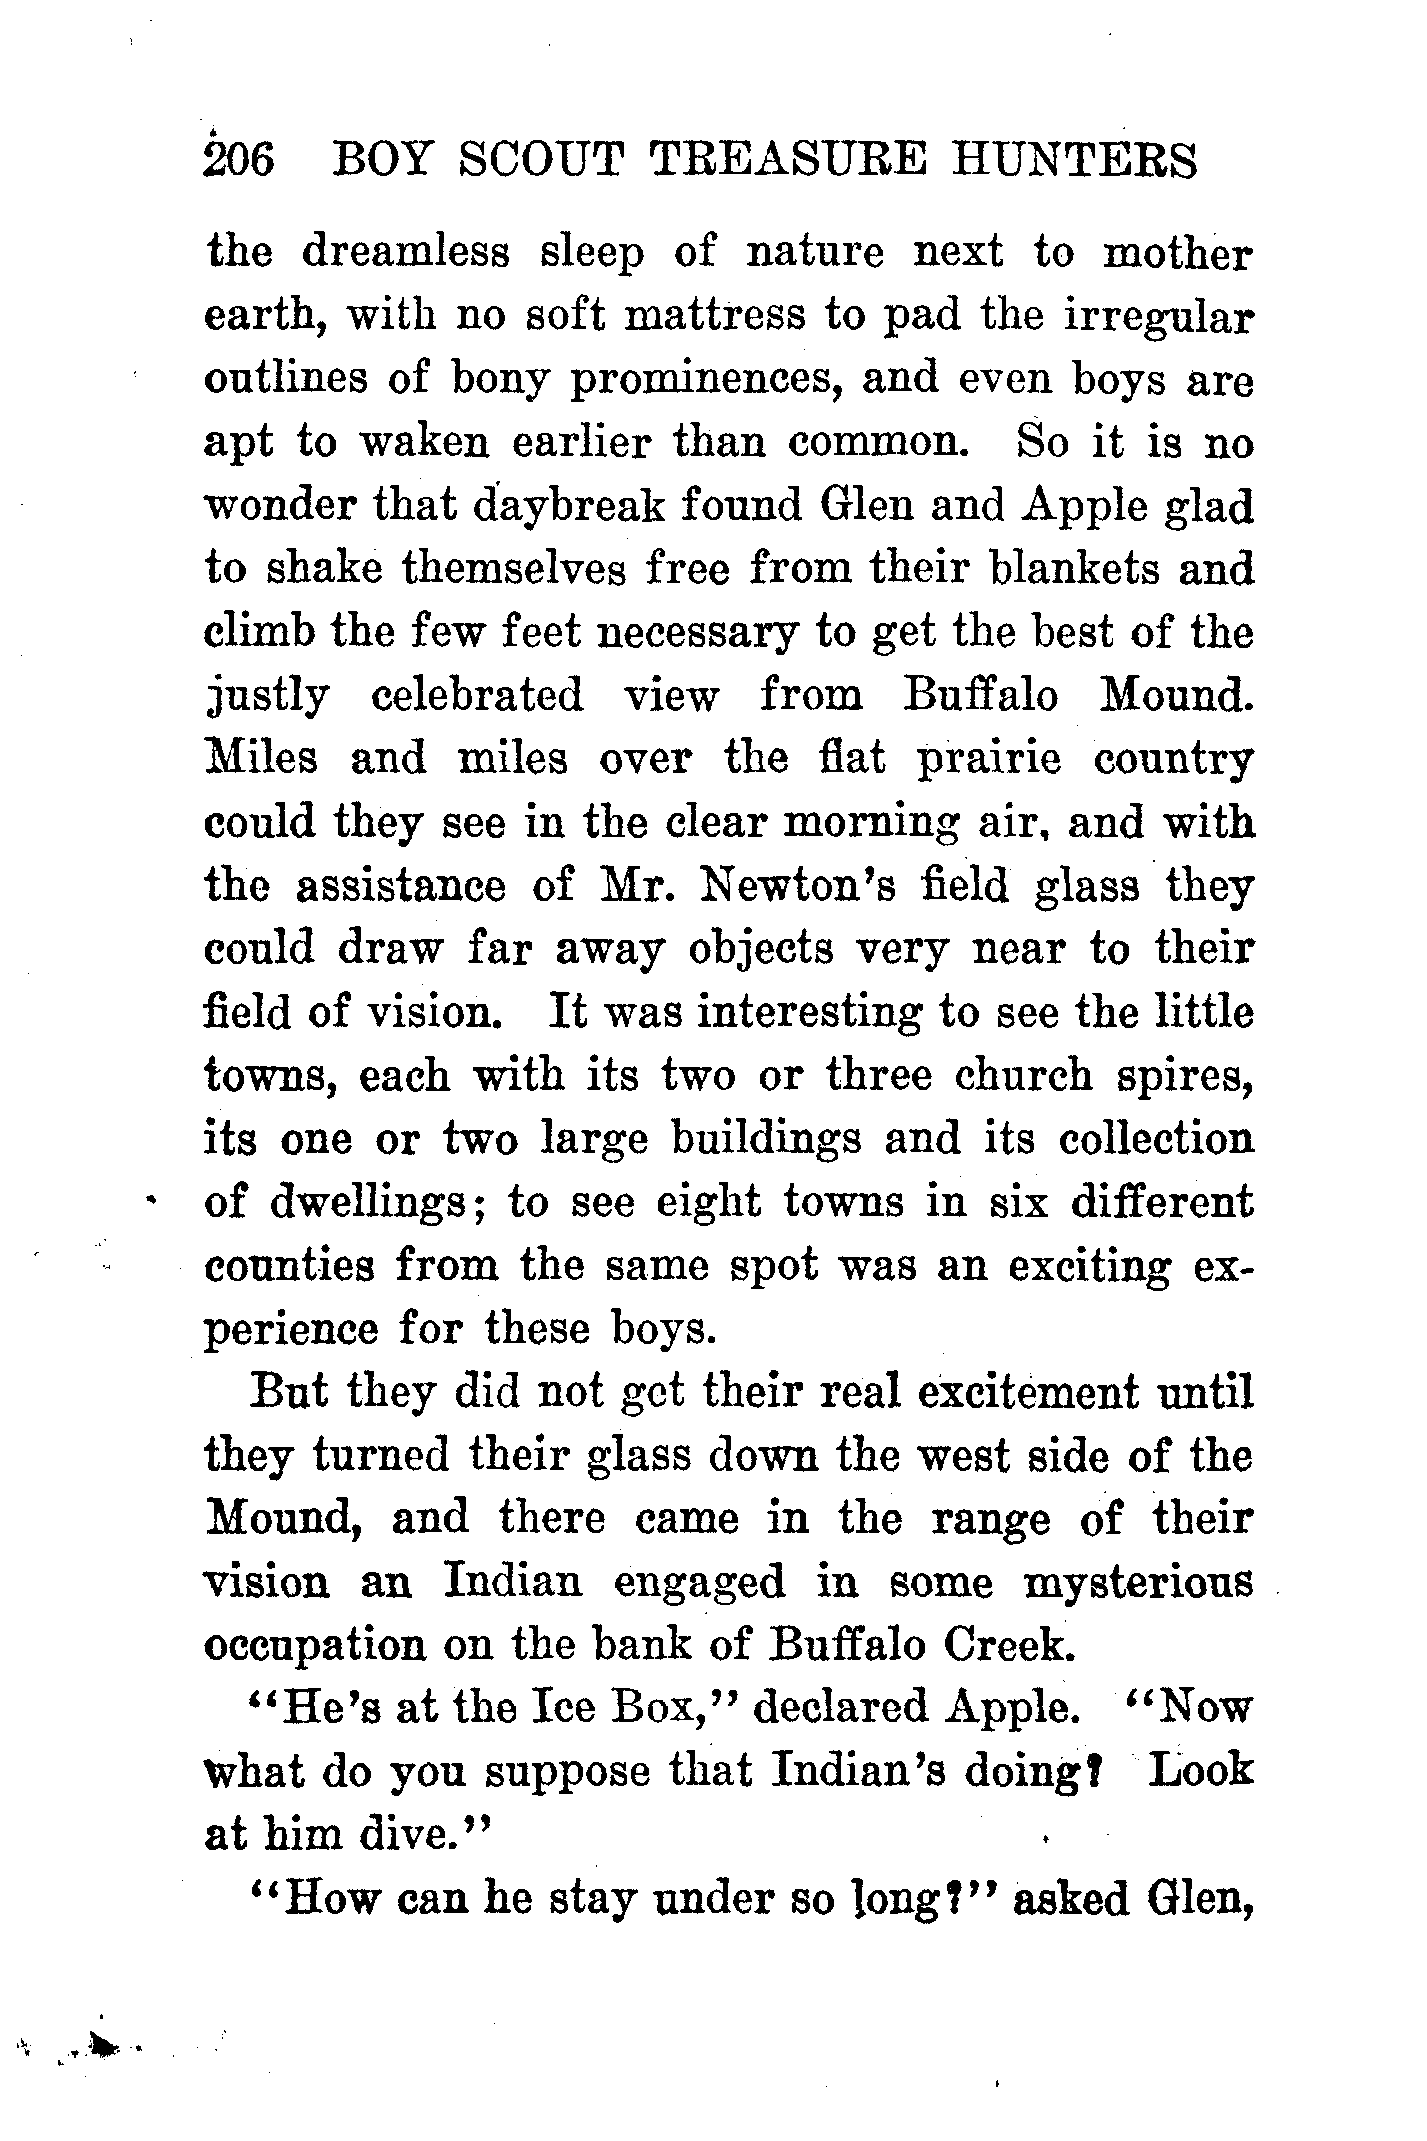 206 BOY SCOUT TREASURE HUNTERS
the dreamless sleep of nature next to mother
earth, with no soft mattress to pad the irregular
outlines of bony prominences, and even boys are
apt to waken earlier than common. So it is no
wonder that daybreak found Glen and Apple glad
to shake themselves free from their blankets and
climb the few feet necessary to get the best of the
justly celebrated view from Buffalo Mound.
Miles and miles over the flat prairie country
could they see in the clear morning air, and with
the assistance of Mr. Newton's field glass they
could draw far away objects very near to their
field of vision. It was interesting to see the little
towns, each with its two or three church spires,
its one or two large buildings and its collection
of dwellings; to see eight towns in six different
counties from the same spot was an exciting ex-
perience for these boys.
But they did not get their real excitement until
they turned their glass down the west side of the
Mound, and there came in the range of their
vision an Indian engaged in some mysterious
occupation on the bank of Buffalo Creek.
"He's at the Ice Box," declared Apple. "Now
what do you suppose that Indian's doing? Look
at him dive."
"How can he stay under so long?" asked Glen,